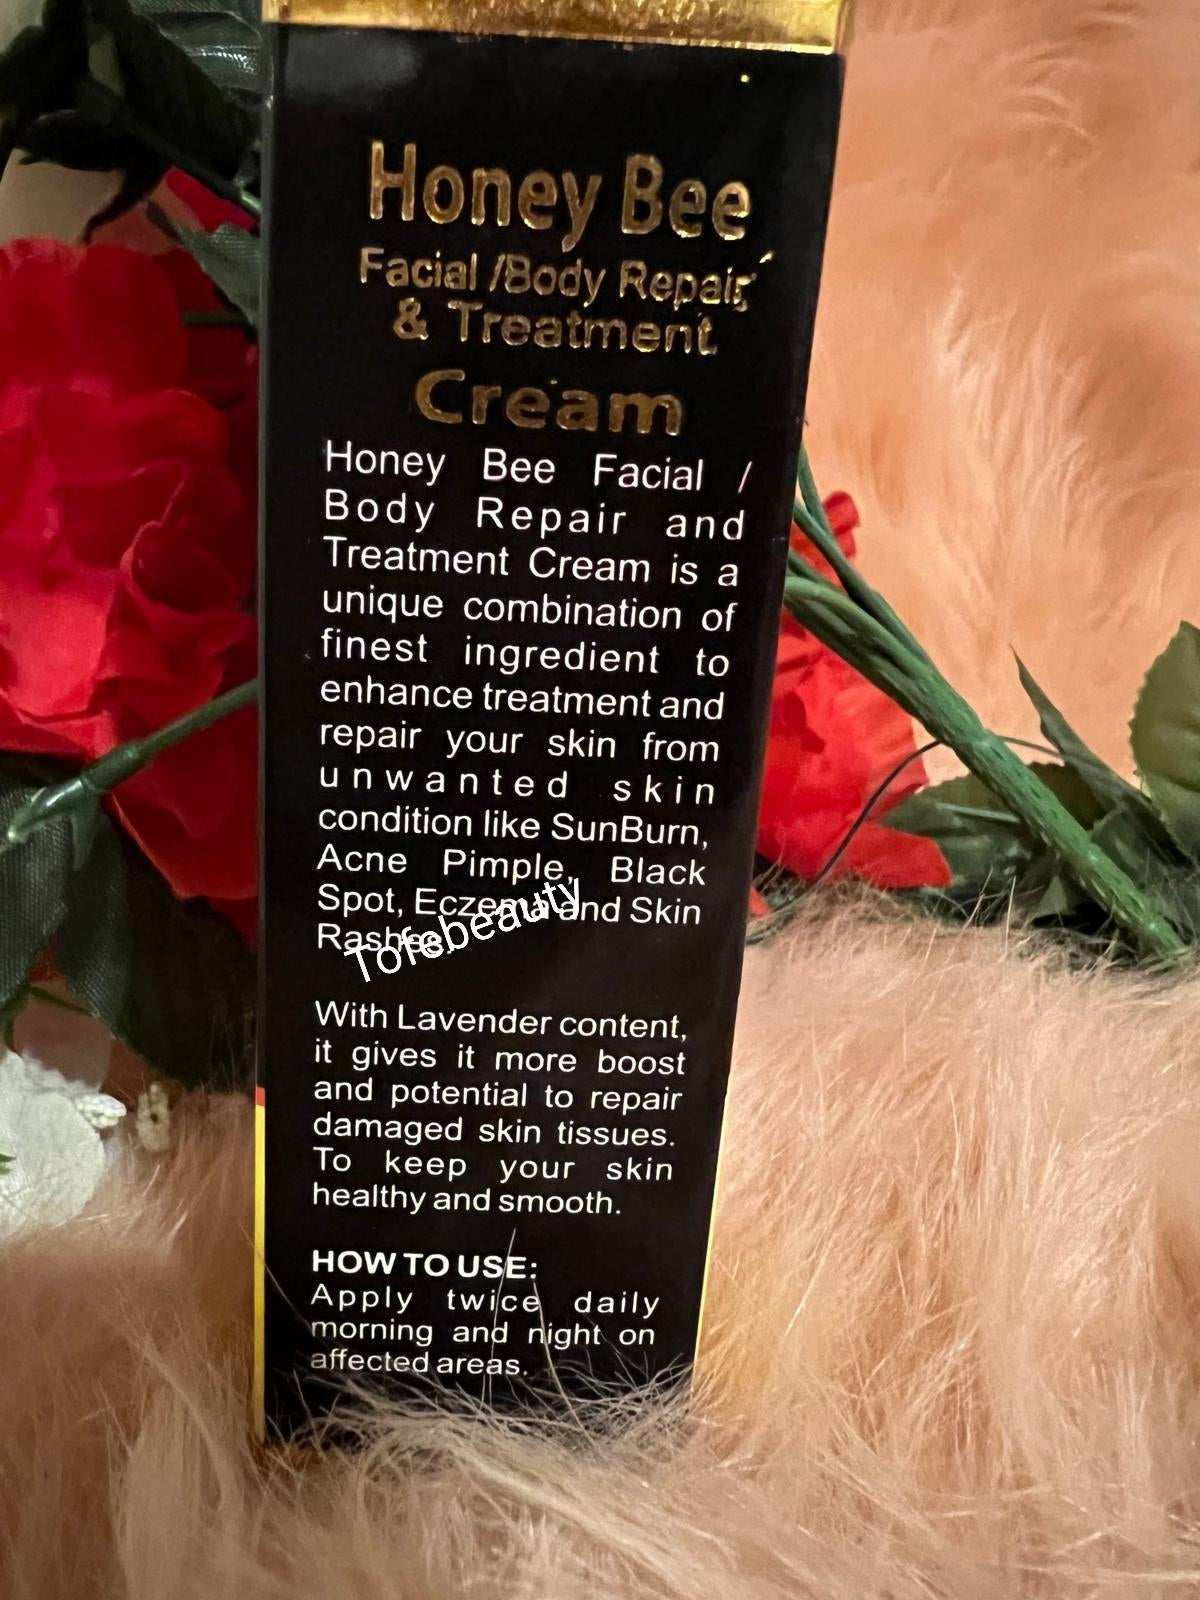 Honey Bee
Facial /Body Repair
& Treatment
Cream
Honey Bee Facial /
Body Repair and
Treatment Cream is a
unique combination of
finest ingredient to
enhance treatment and
repair your skin from
unwanted skin
condition like SunBurn,
Acne Pimple, Black
Spot, Eczema and Skin
Rashes.
Tofebeauty
With Lavender content,
it gives it more boost
and potential to repair
damaged skin tissues.
To keep your skin
healthy and smooth.
HOW TO USE:
Apply twice daily
morning and night on
affected areas.